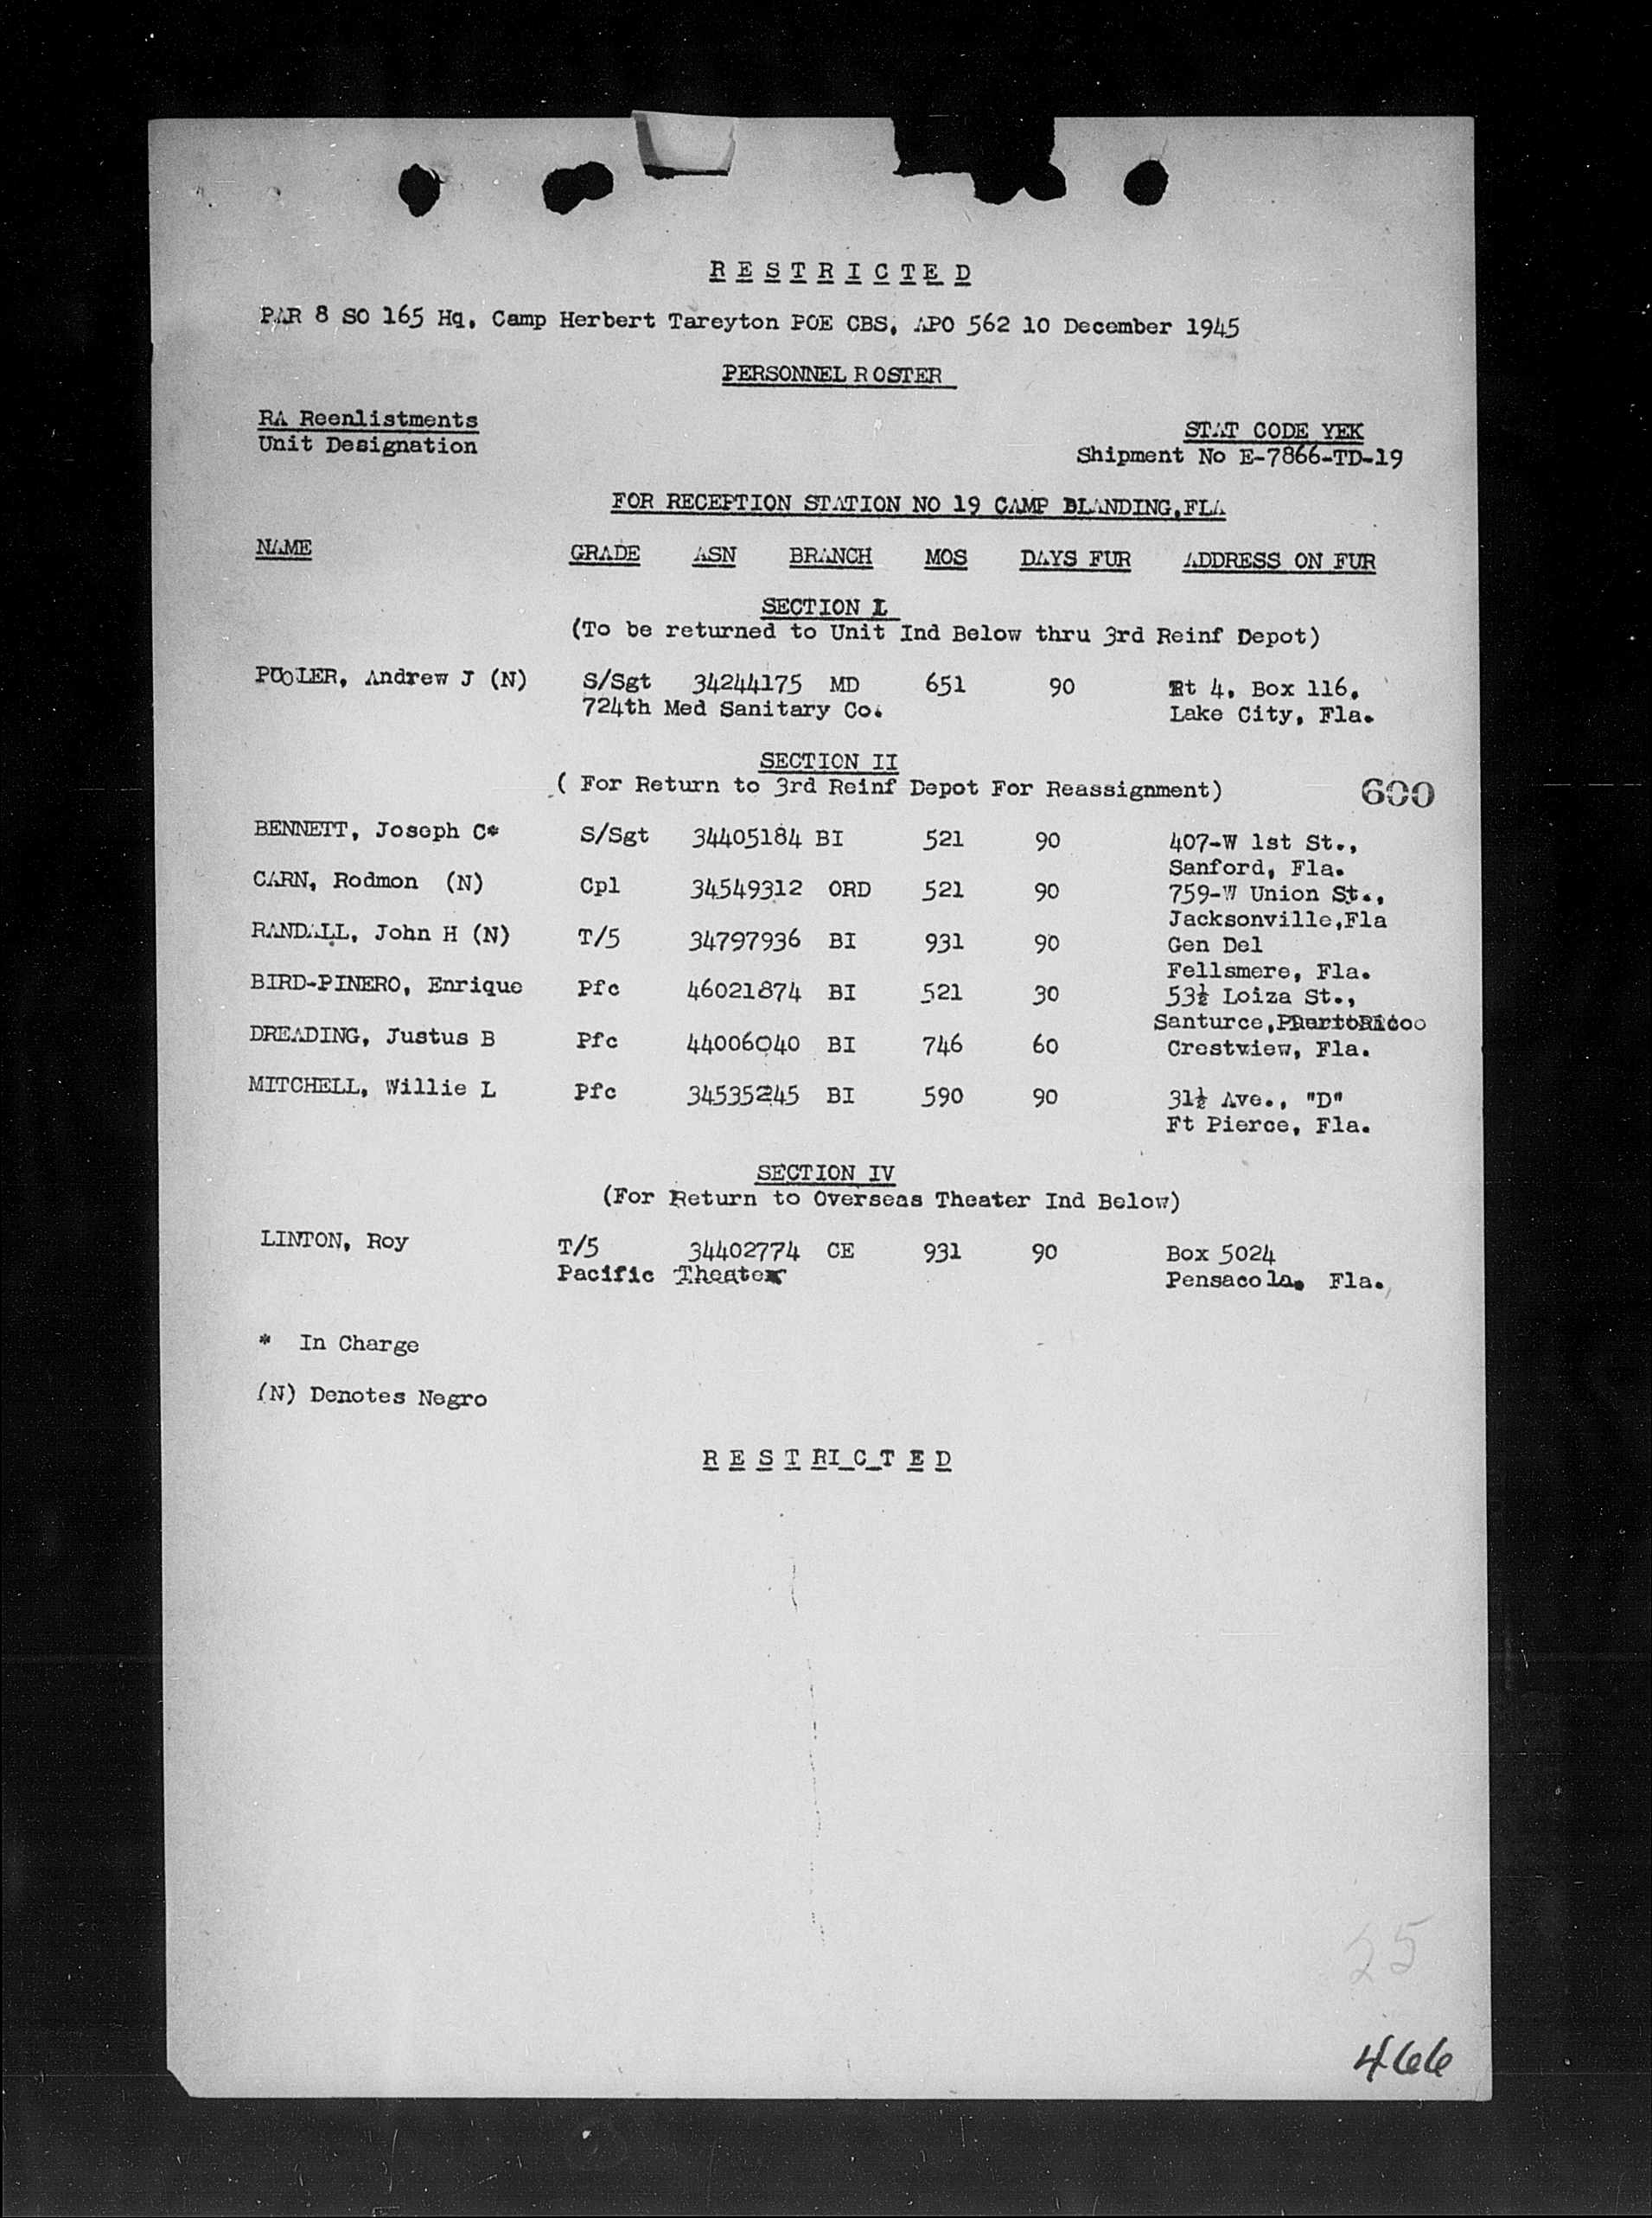 RESTRICTED
PAR 8 SO 165 Hq. Camp Herbert Tareyton POE CBS, APO 562 10 December 1945
PERSONNEL ROSTER
RA Reenlistments
Unit Designation
STAT CODE YEK
Shipment No E-7866-TD-19
FOR RECEPTION STATION NO 19 CAMP BLANDING, FLA
NAME GRADE ASN BRANCH MOS DAYS FUR ADDRESS ON FUR
SECTION I
(To be returned to Unit Ind Below thru 3rd Reinf Depot)
POOLER, Andrew J (N) S/Sgt 34244175 MD 651 90 Rt 4, Box 116,
724th Med Sanitary Co. Lake City, Fla.
SECTION II
( For Return to 3rd Reinf Depot For Reassignment)
600
BENNETT, Joseph C* S/Sgt 34405184 BI 521 90 407-W 1st St.,
Sanford, Fla.
CARN, Rodmon (N) Cpl 34549312 ORD 521 90 759-W Union St.,
Jacksonville,Fla
RANDALL, John H (N) T/5 34797936 BI 931 90 Gen Del
Fellsmere, Fla.
BIRD-PINERO, Enrique Pfc 46021874 BI 521 30 53½ Loiza St.,
Santurce,
DREADING, Justus B Pfc 44006040 BI 746 60 Crestview, Fla.
MITCHELL, Willie L Pfc 34535245 BI 590 90 31½ Ave., "D"
Ft Pierce, Fla.
SECTION IV
(For Return to Overseas Theater Ind Below)
LINTON, Roy T/5 34402774 CE 931 90 Box 5024
Pacific Theater Pensacola, Fla.
* In Charge
(N) Denotes Negro
RESTRICTED
25
466